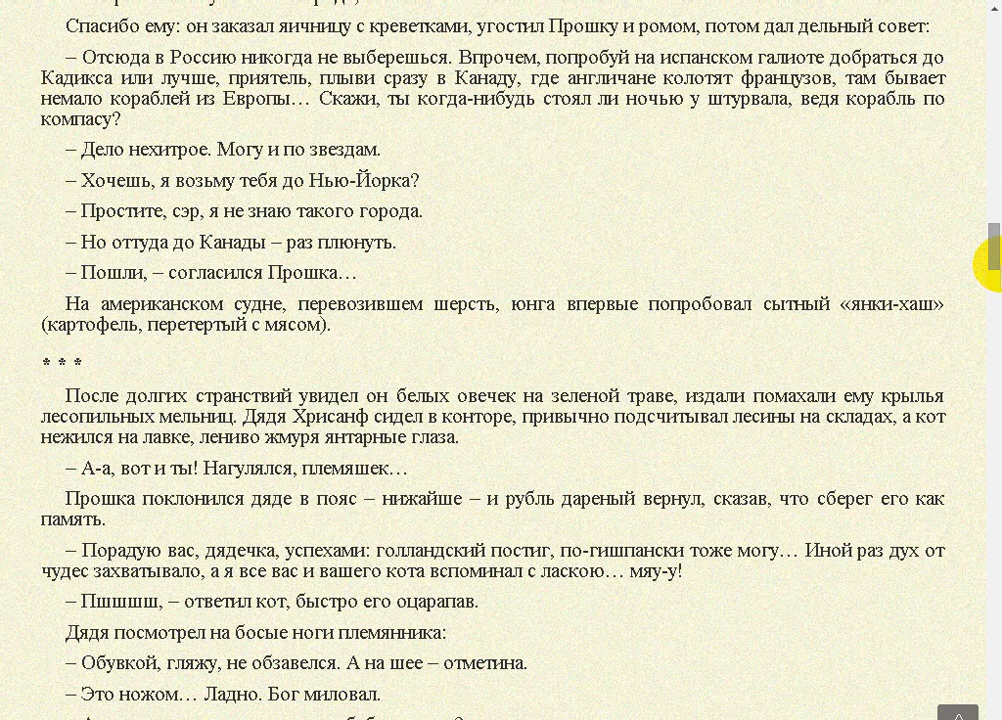 Спасибо ему: он заказал яичницу с креветками, угостил Прошку и ромом, потом дал дельный совет:
– Отсюда в Россию никогда не выберешься. Впрочем, попробуй на испанском галиоте добраться до
Кадикса или лучше, приятель, плыви сразу в Канаду, где англичане колотят французов, там бывает
немало кораблей из Европы… Скажи, ты когда-нибудь стоял ли ночью у штурвала, ведя корабль по
компасу?
– Дело нехитрое. Могу и по звездам.
– Хочешь, я возьму тебя до Нью-Йорка?
– Простите, сэр, я не знаю такого города.
– Но оттуда до Канады – раз плюнуть.
– Пошли, – согласился Прошка…
На американском судне, перевозившем шерсть, юнга впервые попробовал сытный «янки-хаш»
(картофель, перетертый с мясом).
* * *
После долгих странствий увидел он белых овечек на зеленой траве, издали помахали ему крылья
лесопильных мельниц. Дядя Хрисанф сидел в конторе, привычно подсчитывал лесины на складах, а кот
нежился на лавке, лениво жмуря янтарные глаза.
– А-а, вот и ты! Нагулялся, племяшек…
Прошка поклонился дяде в пояс – нижайше – и рубль дареный вернул, сказав, что сберег его как
память.
– Порадую вас, дядечка, успехами: голландский постиг, по-гишпански тоже могу… Иной раз дух от
чудес захватывало, а я все вас и вашего кота вспоминал с ласкою… мяу-у!
– Пшшшш, – ответил кот, быстро его оцарапав.
Дядя посмотрел на босые ноги племянника:
– Обувкой, гляжу, не обзавелся. А на шее – отметина.
– Это ножом… Ладно. Бог миловал.